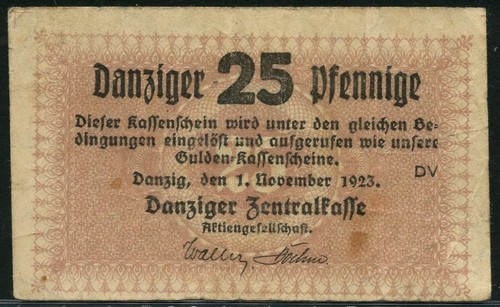 Danziger 25 Pfennige
Dieser Kassenschein wird unter den gleichen Be-
dingungen eingelöst und aufgerufen wie unsere
Gulden-Kassenscheine.
DV
Danzig, den 1. November 1923.
Danziger Zentralkasse
Aktiengesellschaft.